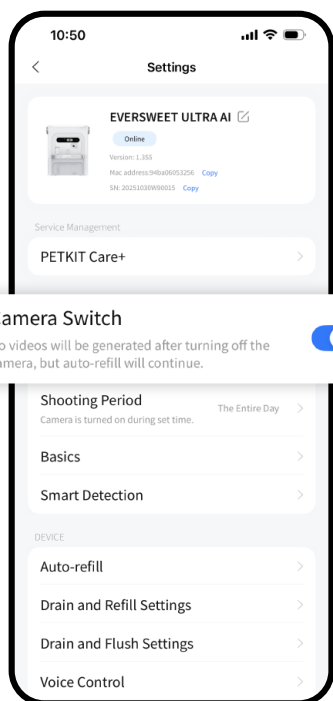 10:50
Settings
EVERSWEET ULTRA AI
Online
Version: 1.355
Mac address:94ba06053256 Copy
SN: 20251030W00015 Copy
Service Management
PETKIT Care+
Camera Switch
No videos will be generated after turning off the
camera, but auto-refill will continue.
Shooting Period
The Entire Day
Camera is turned on during set time.
Basics
Smart Detection
DEVICE
Auto-refill
Drain and Refill Settings
Drain and Flush Settings
Voice Control